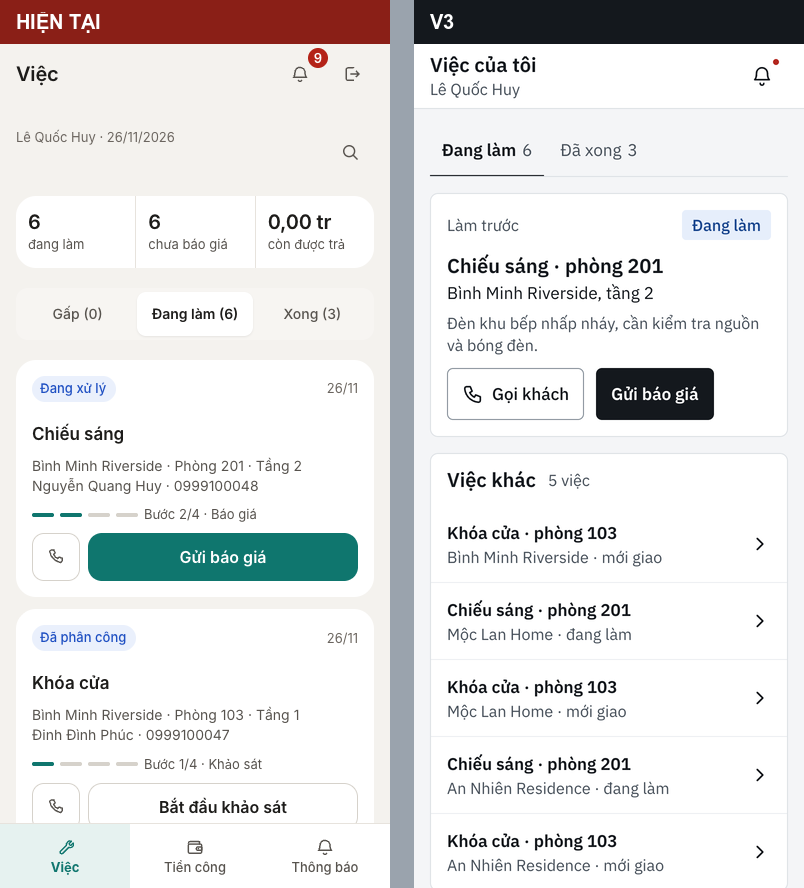 HIỆN TẠI
Việc
9
Lê Quốc Huy · 26/11/2026
6
đang làm
6
chưa báo giá
0,00 tr
còn được trả
Gấp (0)
Đang làm (6)
Xong (3)
Đang xử lý
26/11
Chiếu sáng
Bình Minh Riverside · Phòng 201 · Tầng 2
Nguyễn Quang Huy · 0999100048
Bước 2/4 · Báo giá
Gửi báo giá
Đã phân công
26/11
Khóa cửa
Bình Minh Riverside · Phòng 103 · Tầng 1
Đinh Đình Phúc · 0999100047
Bước 1/4 · Khảo sát
Bắt đầu khảo sát
Việc
Tiền công
Thông báo
V3
Việc của tôi
Lê Quốc Huy
Đang làm 6
Đã xong 3
Làm trước
Đang làm
Chiếu sáng · phòng 201
Bình Minh Riverside, tầng 2
Đèn khu bếp nhấp nháy, cần kiểm tra nguồn
và bóng đèn.
Gọi khách
Gửi báo giá
Việc khác 5 việc
Khóa cửa · phòng 103
Bình Minh Riverside · mới giao
Chiếu sáng · phòng 201
Mộc Lan Home · đang làm
Khóa cửa · phòng 103
Mộc Lan Home · mới giao
Chiếu sáng · phòng 201
An Nhiên Residence · đang làm
Khóa cửa · phòng 103
An Nhiên Residence · mới giao